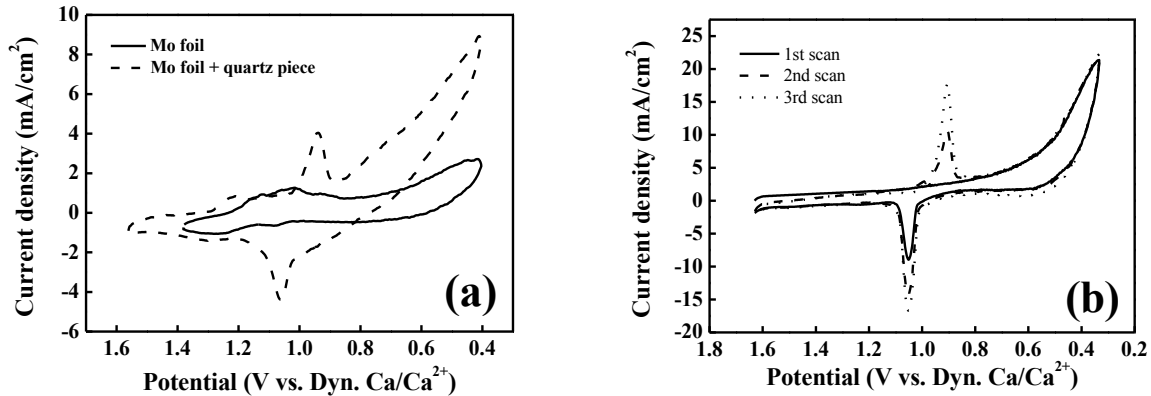 10
8
6
4
2
0
-2
-4
-6
Current density (mA/cm²)
Mo foil
Mo foil + quartz piece
(a)
1.6 1.4 1.2 1.0 0.8 0.6 0.4
Potential (V vs. Dyn. Ca/Ca²⁺)
25
20
15
10
5
0
-5
-10
-15
-20
Current density (mA/cm²)
1st scan
2nd scan
3rd scan
(b)
1.8 1.6 1.4 1.2 1.0 0.8 0.6 0.4 0.2
Potential (V vs. Dyn. Ca/Ca²⁺)